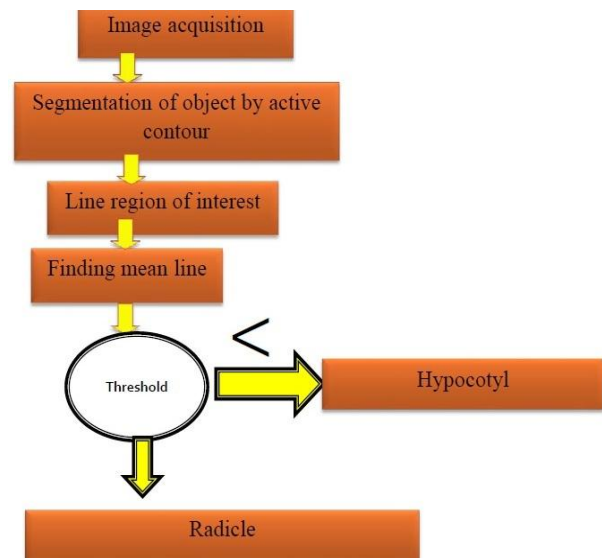 Image acquisition
Segmentation of object by active
contour
Line region of interest
Finding mean line
<
Threshold
Hypocotyl
Radicle